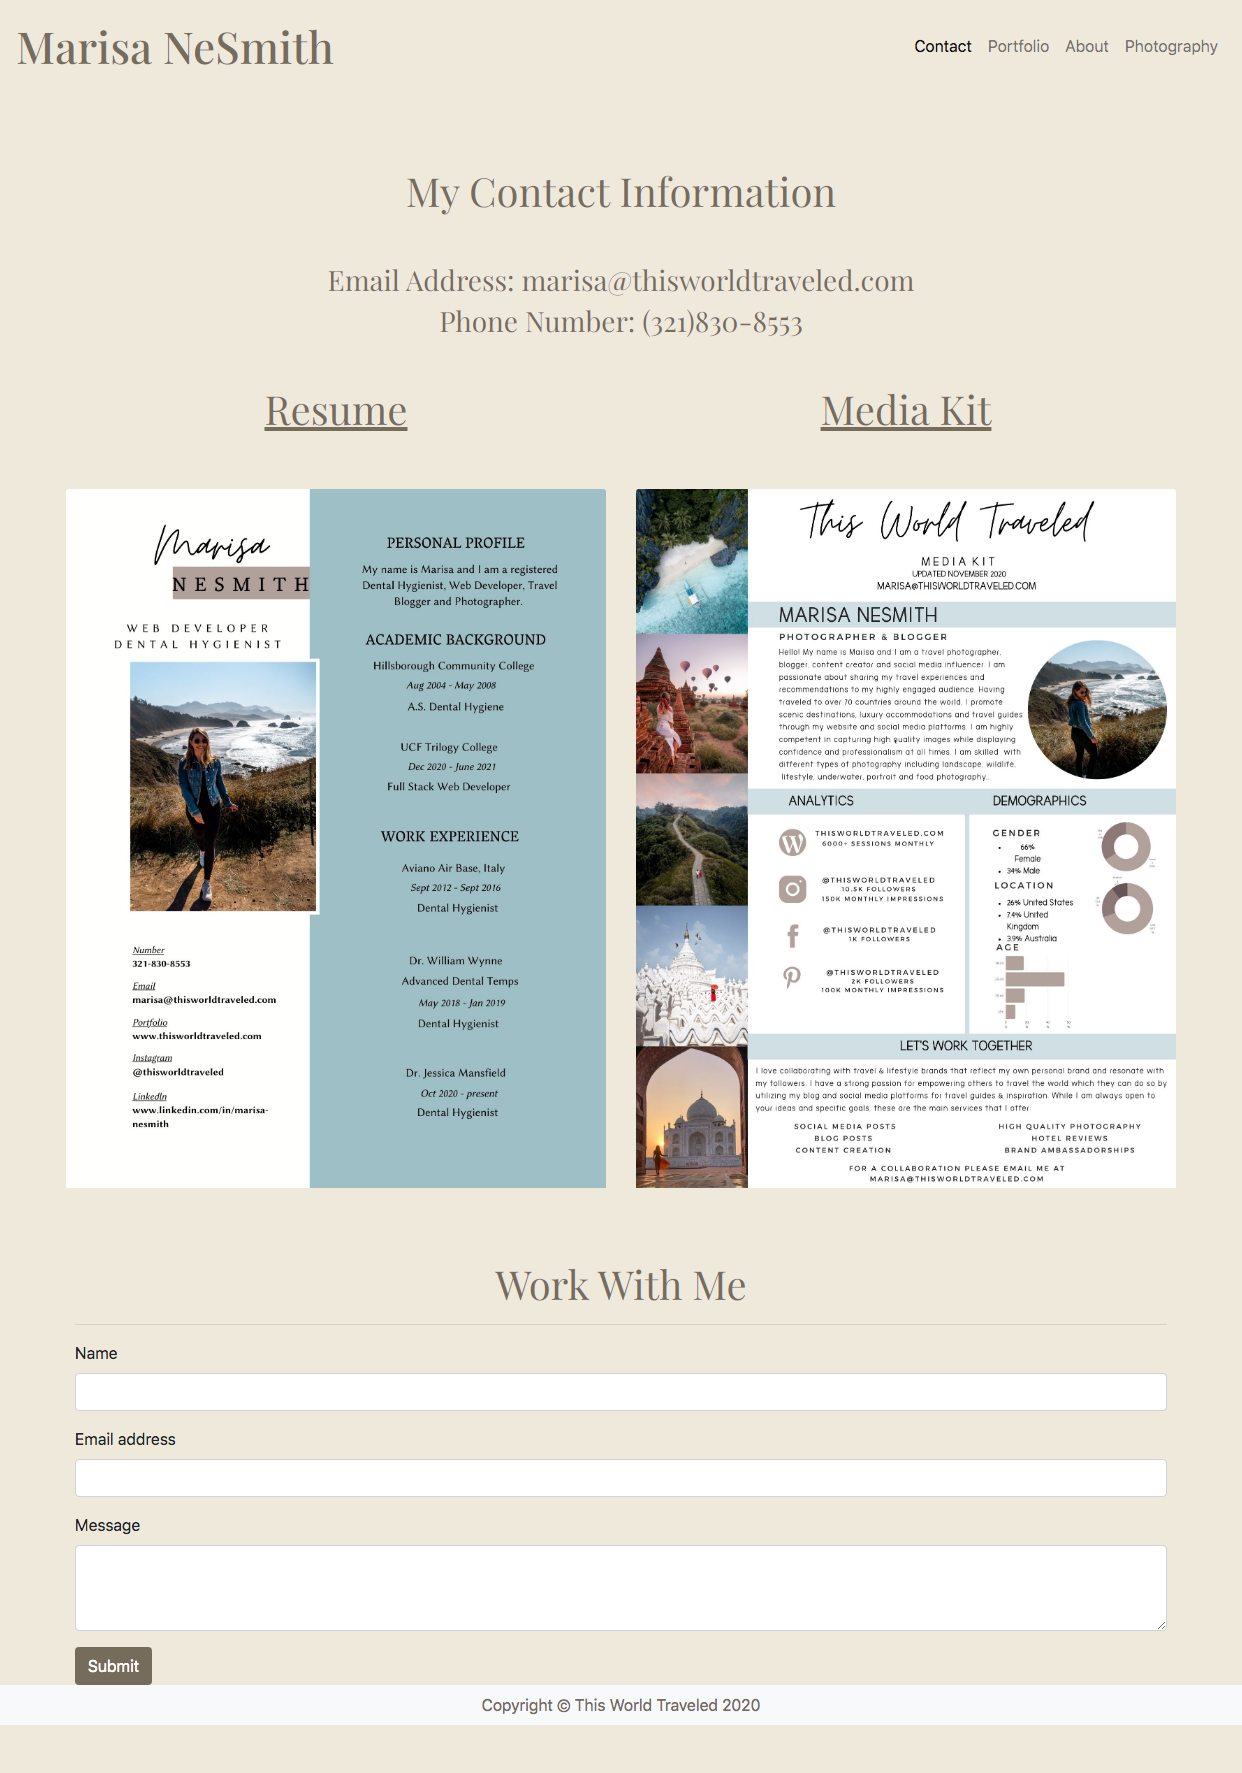 Marisa NeSmith
Contact Portfolio About Photography
My Contact Information
Email Address: marisa@thisworldtraveled.com
Phone Number: (321)830-8553
Resume
Media Kit
Marisa
NESMITH
WEB DEVELOPER
DENTAL HYGIENIST
Number
321-830-8553
Email
marisa@thisworldtraveled.com
Portfolio
www.thisworldtraveled.com
Instagram
@thisworldtraveled
LinkedIn
www.linkedin.com/in/marisa-
nesmith
PERSONAL PROFILE
My name is Marisa and I am a registered
Dental Hygienist, Web Developer, Travel
Blogger and Photographer.
ACADEMIC BACKGROUND
Hillsborough Community College
Aug 2004 - May 2008
A.S. Dental Hygiene
UCF Trilogy College
Dec 2020 - June 2021
Full Stack Web Developer
WORK EXPERIENCE
Aviano Air Base, Italy
Sept 2012 - Sept 2016
Dental Hygienist
Dr. William Wynne
Advanced Dental Temps
May 2018 - Jan 2019
Dental Hygienist
Dr. Jessica Mansfield
Oct 2020 - present
Dental Hygienist
This World Traveled
MEDIA KIT
UPDATED NOVEMBER 2020
MARISA@THISWORLDTRAVELED.COM
MARISA NESMITH
PHOTOGRAPHER & BLOGGER
Hello! My name is Marisa and I am a travel photographer,
blogger, content creator and social media influencer. I am
passionate about sharing my travel experiences and
recommendations to my highly engaged audience. Having
traveled to over 70 countries around the world, I promote
scenic destinations, luxury accommodations and travel guides
through my website and social media platforms. I am highly
competent in capturing high quality images while displaying
confidence and professionalism at all times. I am skilled with
different types of photography including landscape, wildlife,
lifestyle, underwater, portrait and food photography..
ANALYTICS
THISWORLDTRAVELED.COM
6000+ SESSIONS MONTHLY
@THISWORLDTRAVELED
10.5K FOLLOWERS
150K MONTHLY IMPRESSIONS
@THISWORLDTRAVELED
1K FOLLOWERS
@THISWORLDTRAVELED
2K FOLLOWERS
100K MONTHLY IMPRESSIONS
DEMOGRAPHICS
GENDER
66%
Female
34% Male
LOCATION
26% United States
7.4% United
Kingdom
3.9% Australia
AGE
LET'S WORK TOGETHER
I love collaborating with travel & lifestyle brands that reflect my own personal brand and resonate with
my followers. I have a strong passion for empowering others to travel the world which they can do so by
utilizing my blog and social media platforms for travel guides & inspiration. While I am always open to
your ideas and specific goals, these are the main services that I offer:
SOCIAL MEDIA POSTS
BLOG POSTS
CONTENT CREATION
HIGH QUALITY PHOTOGRAPHY
HOTEL REVIEWS
BRAND AMBASSADORSHIPS
FOR A COLLABORATION PLEASE EMAIL ME AT
MARISA@THISWORLDTRAVELED.COM
Work With Me
Name
Email address
Message
Submit
Copyright © This World Traveled 2020